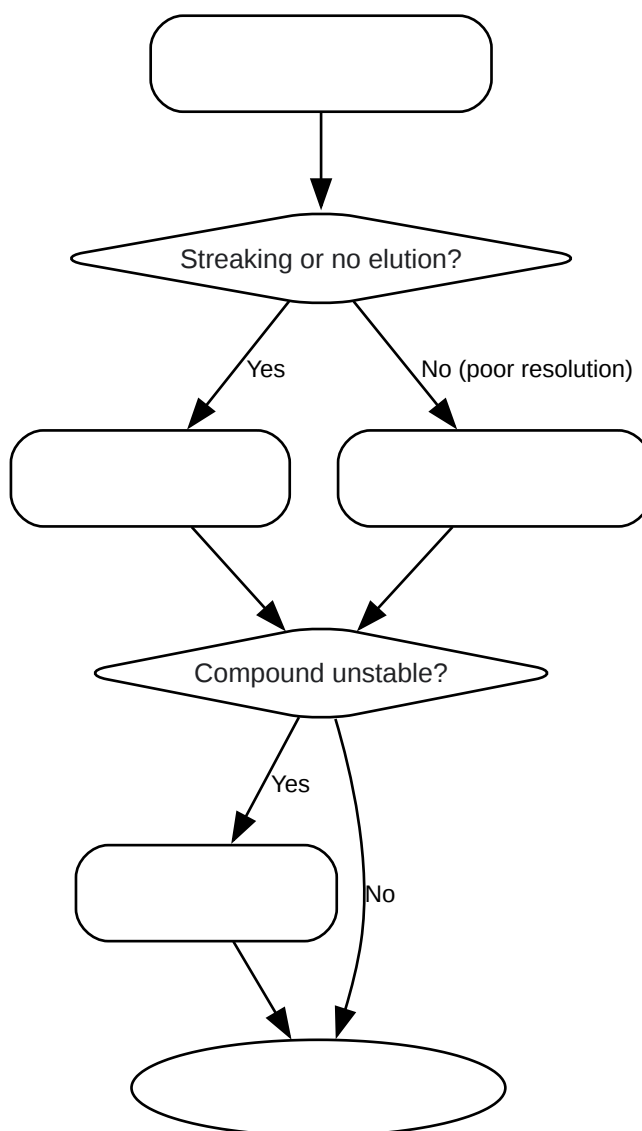 Streaking or no elution?
Yes
No (poor resolution)
Compound unstable?
Yes
No